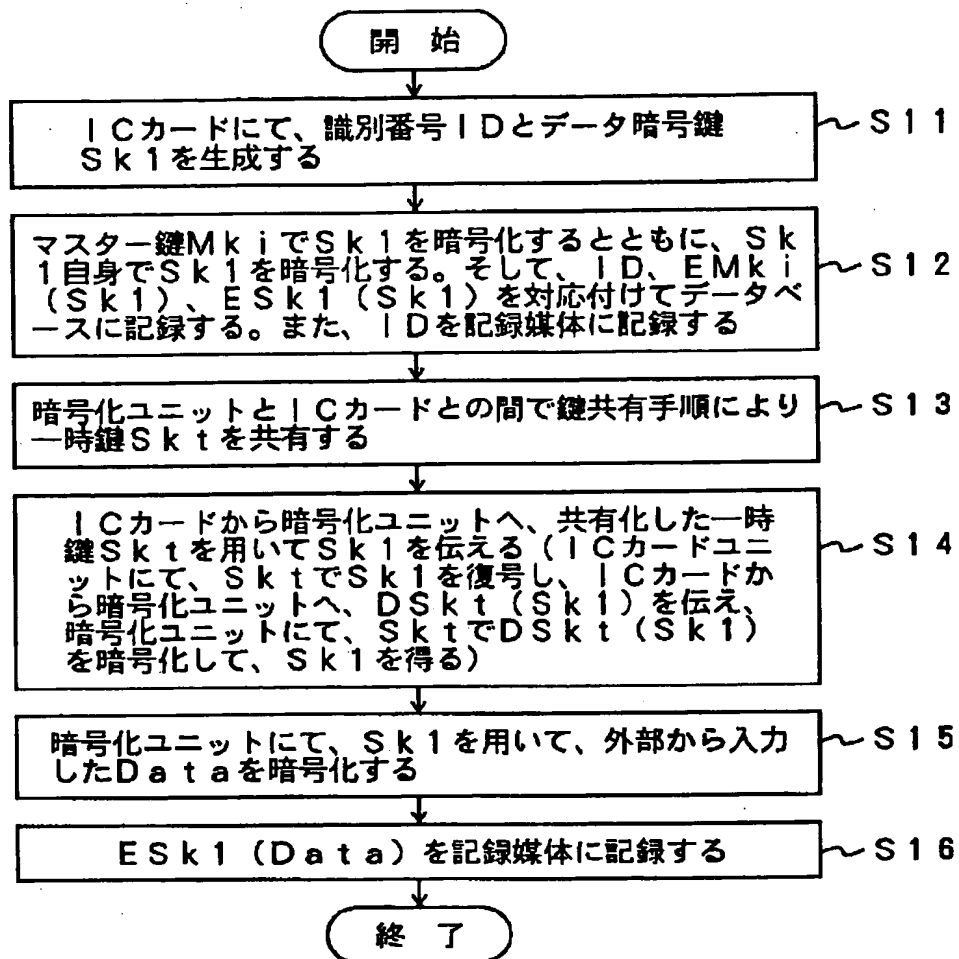 開 始
ICカードにて、識別番号IDとデータ暗号鍵
Sk1を生成する
～S11
マスター鍵MkiでSk1を暗号化するとともに、Sk
1自身でSk1を暗号化する。そして、ID、EMki
(Sk1)、ESk1(Sk1)を対応付けてデータベ
ースに記録する。また、IDを記録媒体に記録する
～S12
暗号化ユニットとICカードとの間で鍵共有手順により
一時鍵Sktを共有する
～S13
ICカードから暗号化ユニットへ、共有化した一時
鍵Sktを用いてSk1を伝える(ICカードユニ
ットにて、SktでSk1を復号し、ICカードか
ら暗号化ユニットへ、DSkt(Sk1)を伝え、
暗号化ユニットにて、SktでDSkt(Sk1)
を暗号化して、Sk1を得る)
～S14
暗号化ユニットにて、Sk1を用いて、外部から入力
したDataを暗号化する
～S15
ESk1(Data)を記録媒体に記録する
～S16
終 了